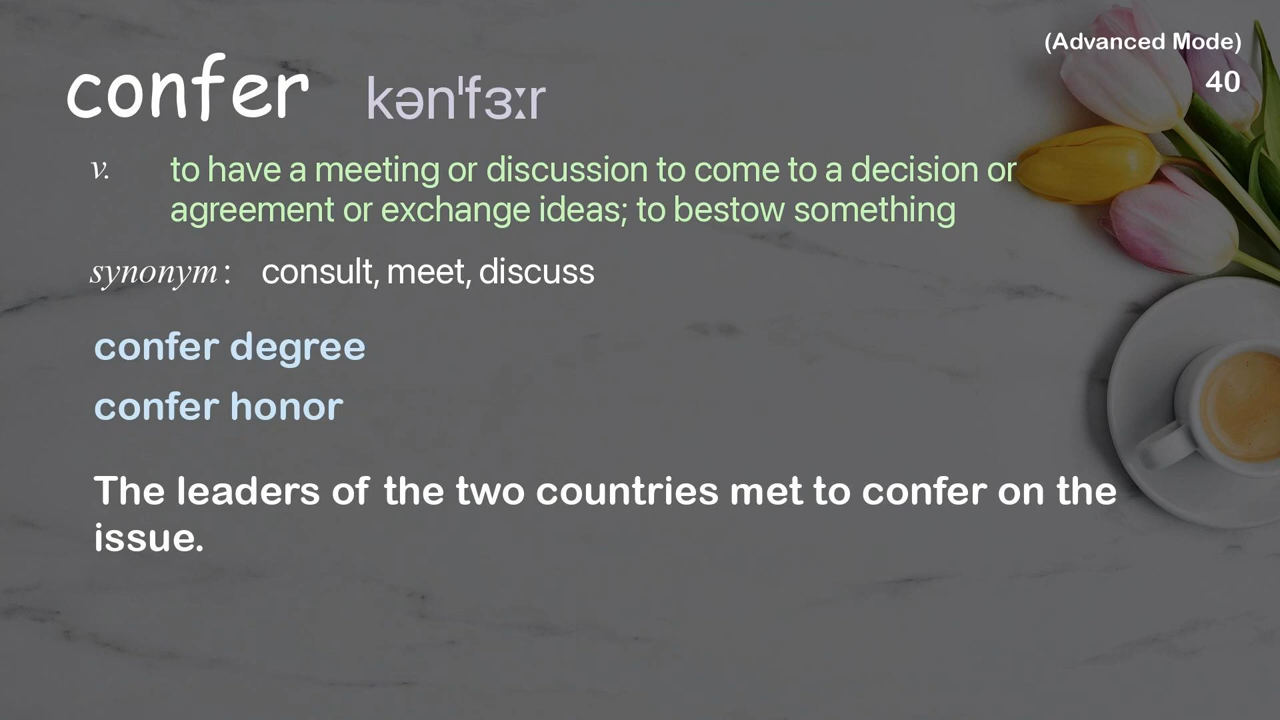 (Advanced Mode)
40
confer kən'fɜːr
v. to have a meeting or discussion to come to a decision or
agreement or exchange ideas; to bestow something
synonym: consult, meet, discuss
confer degree
confer honor
The leaders of the two countries met to confer on the
issue.